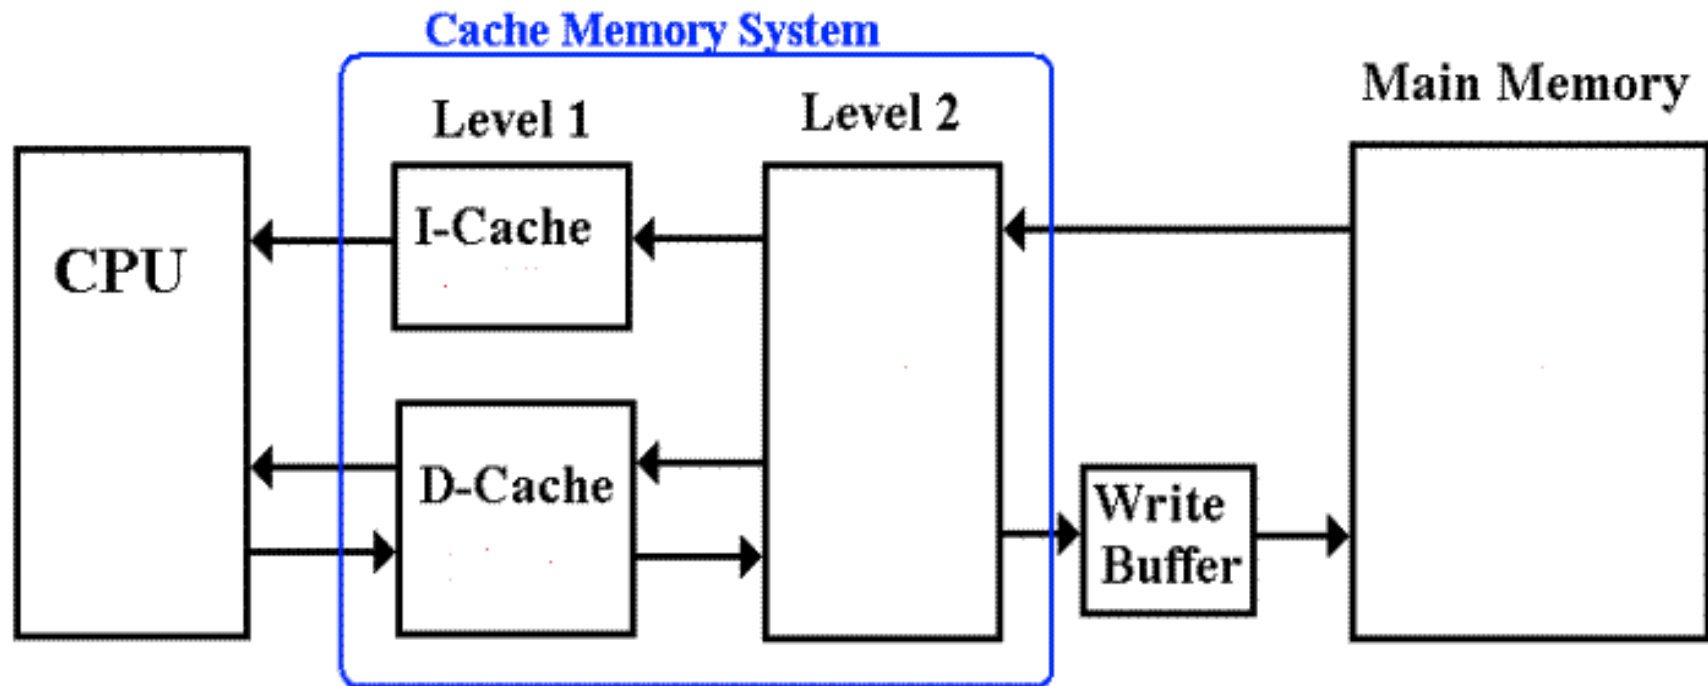 Cache Memory System
Main Memory
Level 1
Level 2
CPU
I-Cache
D-Cache
Write
Buffer